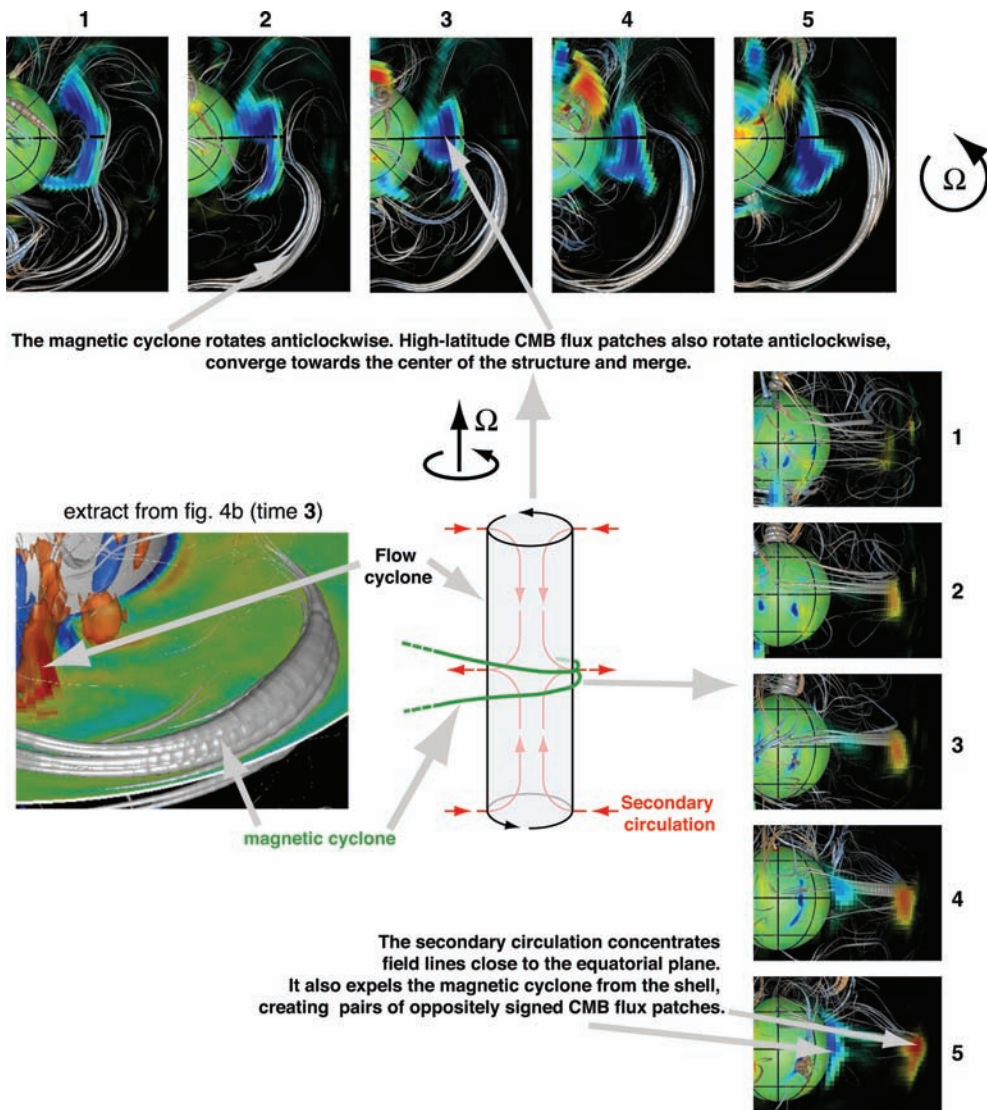 1
2
3
4
5
Ω
The magnetic cyclone rotates anticlockwise. High-latitude CMB flux patches also rotate anticlockwise,
converge towards the center of the structure and merge.
Ω
extract from fig. 4b (time 3)
Flow
cyclone
magnetic cyclone
Secondary
circulation
1
2
3
4
5
The secondary circulation concentrates
field lines close to the equatorial plane.
It also expels the magnetic cyclone from the shell,
creating pairs of oppositely signed CMB flux patches.